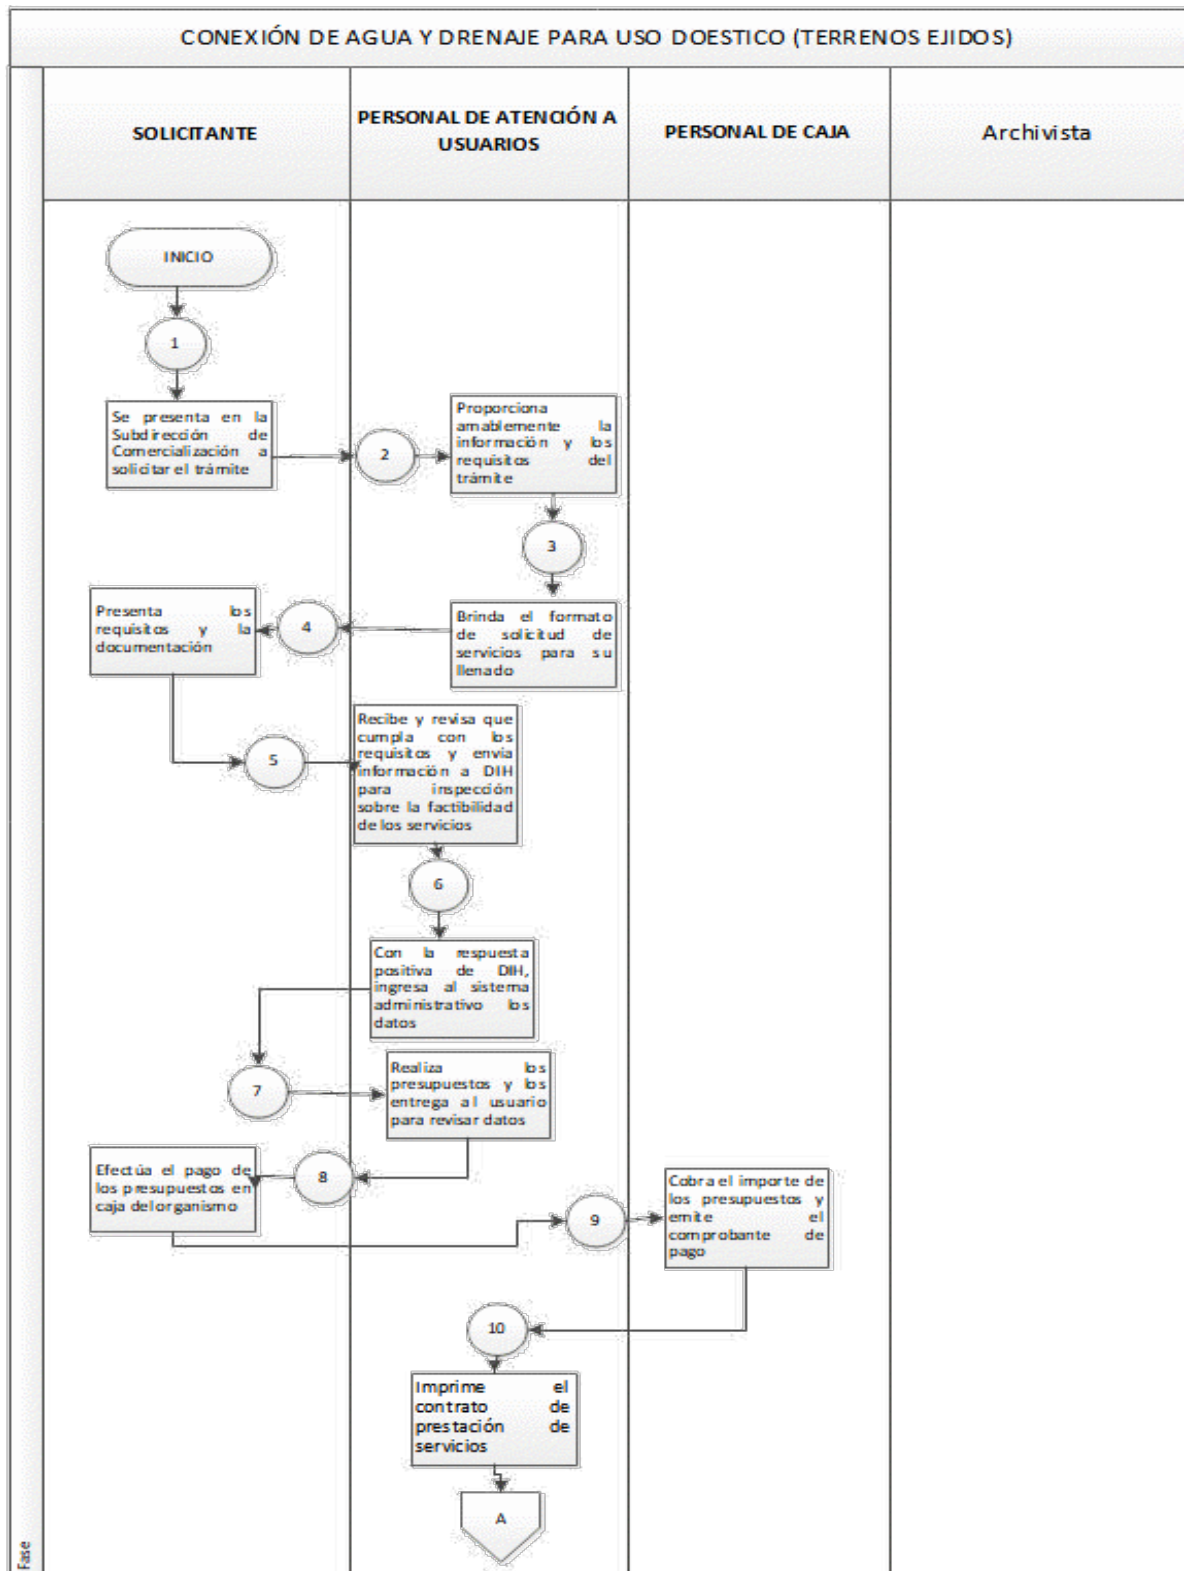 CONEXIÓN DE AGUA Y DRENAJE PARA USO DOESTICO (TERRENOS EJIDOS)
SOLICITANTE
PERSONAL DE ATENCIÓN A
USUARIOS
PERSONAL DE CAJA
Archivista
INICIO
1
Se presenta en la
Subdirección de
Comercialización a
solicitar el trámite
2
Proporciona
amablemente la
información y los
requisitos del
trámite
3
Brinda el formato
de solicitud de
servicios para su
llenado
4
Presenta los
requisitos y la
documentación
5
Recibe y revisa que
cumpla con los
requisitos y envía
información a DIH
para inspección
sobre la factibilidad
de los servicios
6
Con la respuesta
positiva de DIH,
ingresa al sistema
administrativo los
datos
7
Realiza los
presupuestos y los
entrega al usuario
para revisar datos
8
Efectúa el pago de
los presupuestos en
caja del organismo
9
Cobra el importe de
los presupuestos y
emite el
comprobante de
pago
10
Imprime el
contrato de
prestación de
servicios
A
Fase